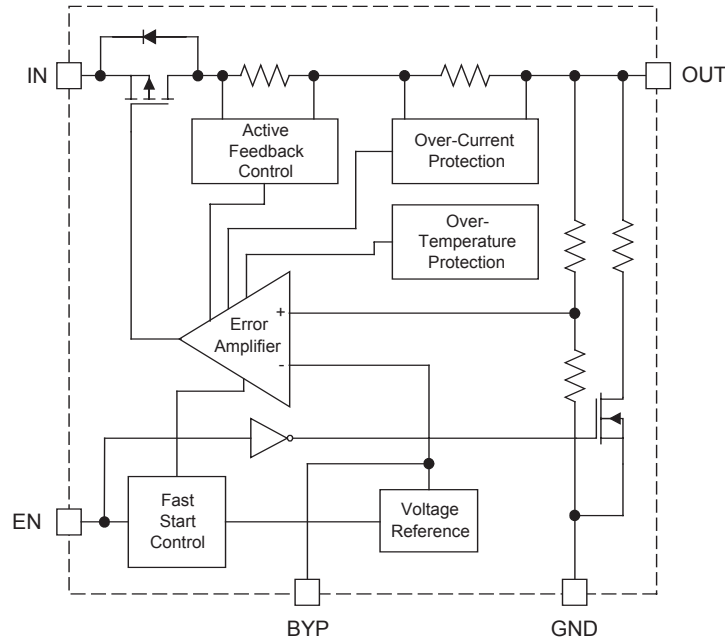 IN
OUT
Active
Feedback
Control
Over-Current
Protection
Over-
Temperature
Protection
+
Error
Amplifier
-
EN
Fast
Start
Control
Voltage
Reference
BYP
GND